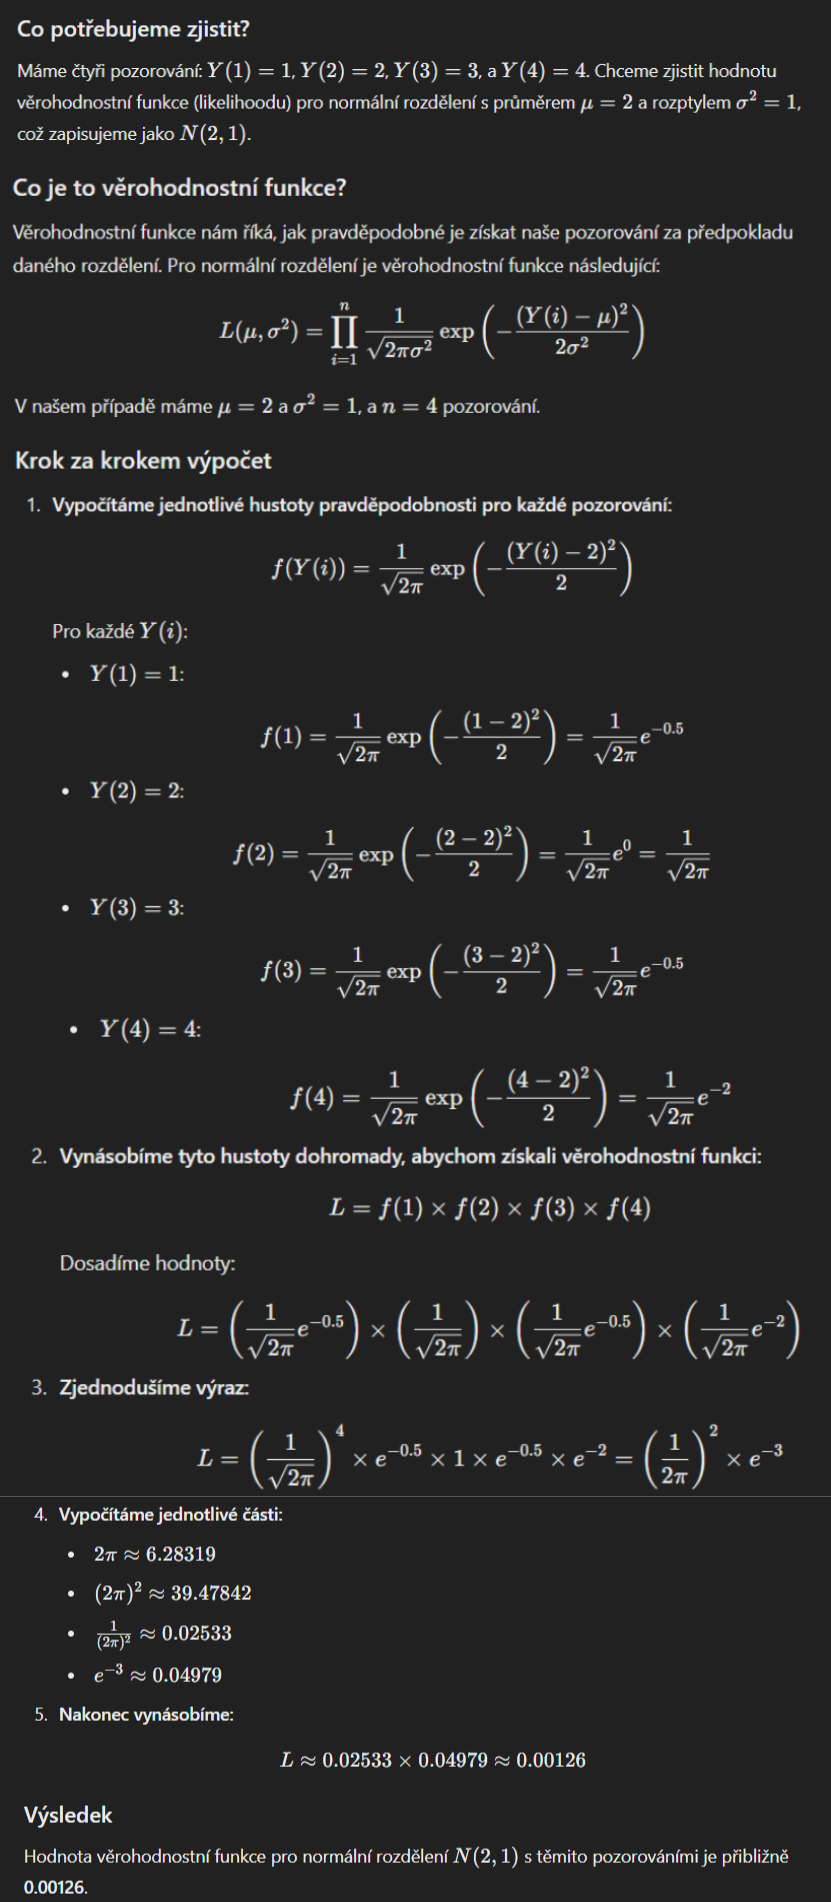 Co potřebujeme zjistit?
Máme čtyři pozorování: Y(1) = 1, Y(2) = 2, Y(3) = 3, a Y(4) = 4. Chceme zjistit hodnotu
věrohodnostní funkce (likelihoodu) pro normální rozdělení s průměrem μ = 2 a rozptylem σ² = 1,
což zapisujeme jako N(2, 1).
Co je to věrohodnostní funkce?
Věrohodnostní funkce nám říká, jak pravděpodobné je získat naše pozorování za předpokladu
daného rozdělení. Pro normální rozdělení je věrohodnostní funkce následující:
L(μ, σ²) = ∏_{i=1}^{n} 1/√(2πσ²) exp(−(Y(i) − μ)²/(2σ²))
V našem případě máme μ = 2 a σ² = 1, a n = 4 pozorování.
Krok za krokem výpočet
1. Vypočítáme jednotlivé hustoty pravděpodobnosti pro každé pozorování:
f(Y(i)) = 1/√(2π) exp(−(Y(i) − 2)²/2)
Pro každé Y(i):
• Y(1) = 1:
f(1) = 1/√(2π) exp(−(1 − 2)²/2) = 1/√(2π) e^{−0.5}
• Y(2) = 2:
f(2) = 1/√(2π) exp(−(2 − 2)²/2) = 1/√(2π) e⁰ = 1/√(2π)
• Y(3) = 3:
f(3) = 1/√(2π) exp(−(3 − 2)²/2) = 1/√(2π) e^{−0.5}
• Y(4) = 4:
f(4) = 1/√(2π) exp(−(4 − 2)²/2) = 1/√(2π) e^{−2}
2. Vynásobíme tyto hustoty dohromady, abychom získali věrohodnostní funkci:
L = f(1) × f(2) × f(3) × f(4)
Dosadíme hodnoty:
L = (1/√(2π) e^{−0.5}) × (1/√(2π)) × (1/√(2π) e^{−0.5}) × (1/√(2π) e^{−2})
3. Zjednodušíme výraz:
L = (1/√(2π))⁴ × e^{−0.5} × 1 × e^{−0.5} × e^{−2} = (1/2π)² × e^{−3}
4. Vypočítáme jednotlivé části:
• 2π ≈ 6.28319
• (2π)² ≈ 39.47842
• 1/(2π)² ≈ 0.02533
• e^{−3} ≈ 0.04979
5. Nakonec vynásobíme:
L ≈ 0.02533 × 0.04979 ≈ 0.00126
Výsledek
Hodnota věrohodnostní funkce pro normální rozdělení N(2, 1) s těmito pozorováními je přibližně
0.00126.